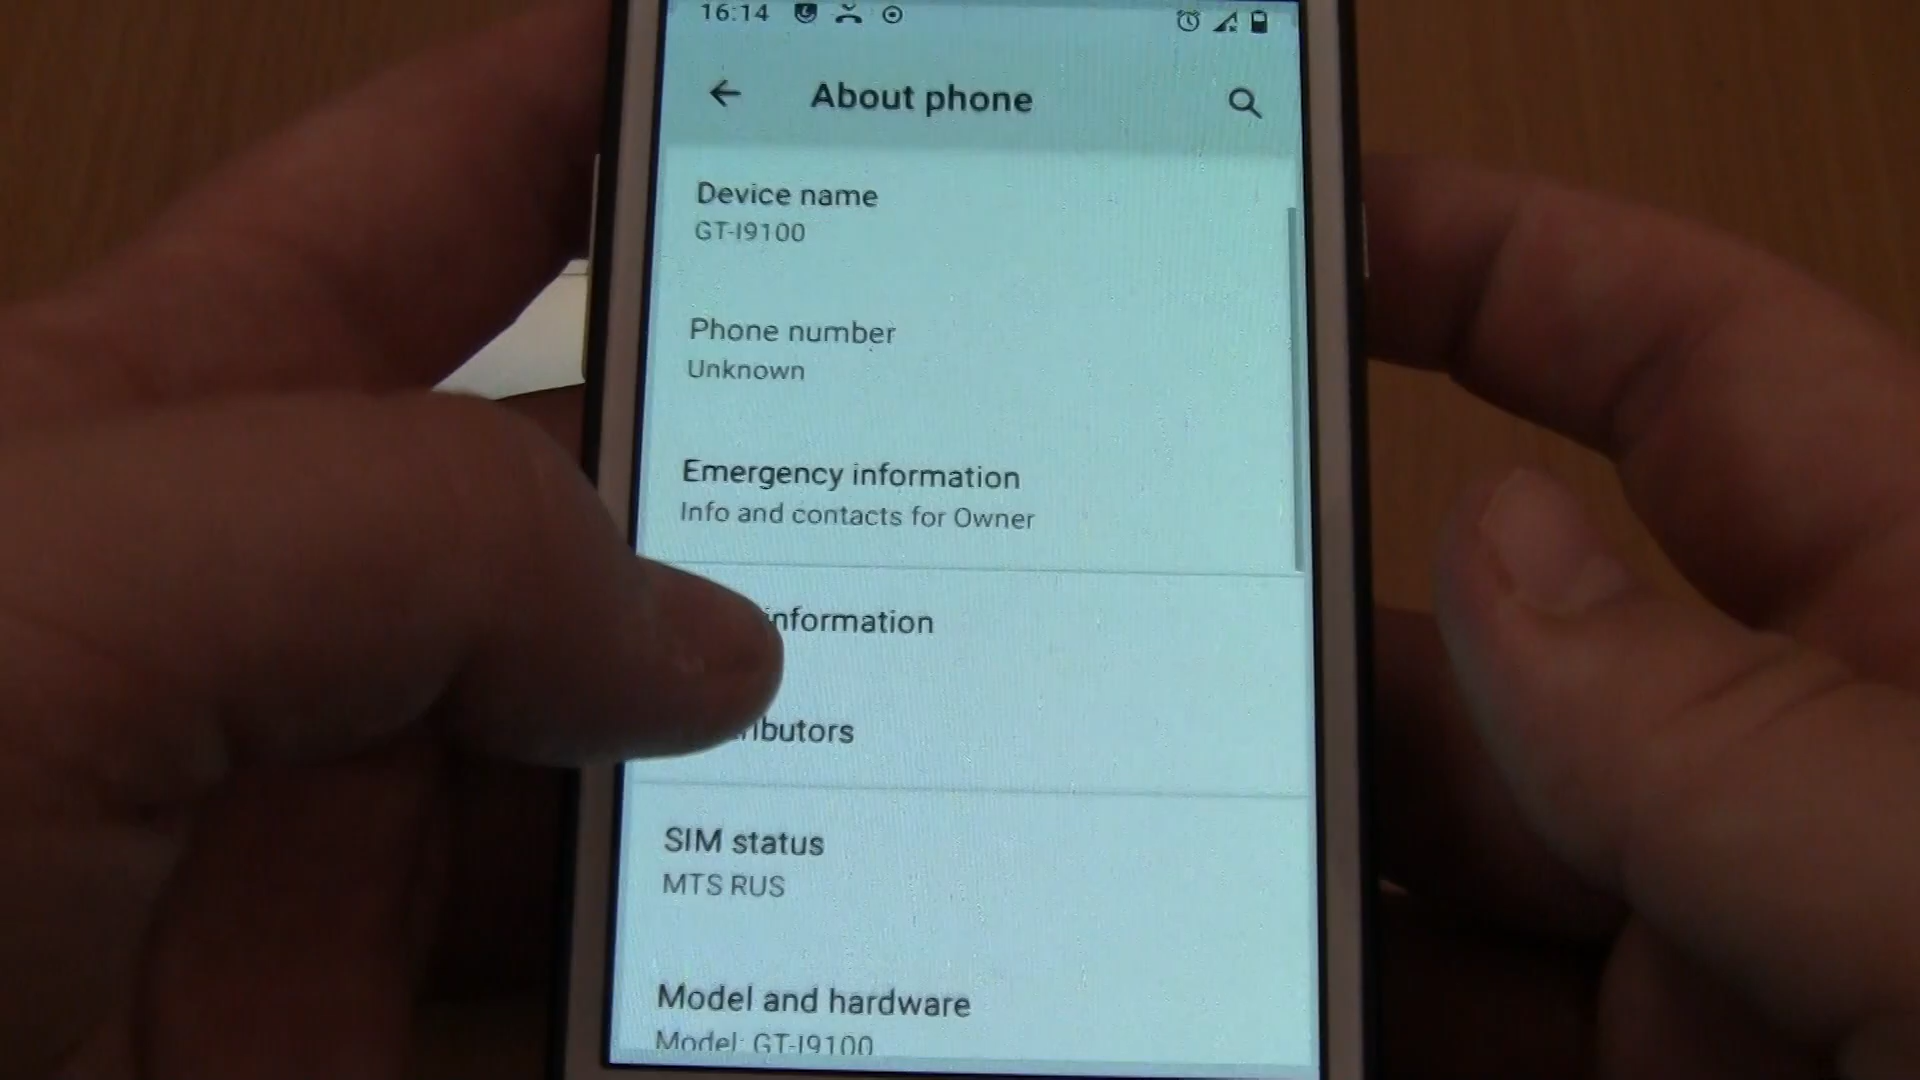 16:14
About phone
Device name
GT-I9100
Phone number
Unknown
Emergency information
Info and contacts for Owner
information
SIM status
MTS RUS
Model and hardware
Model: GT-I9100